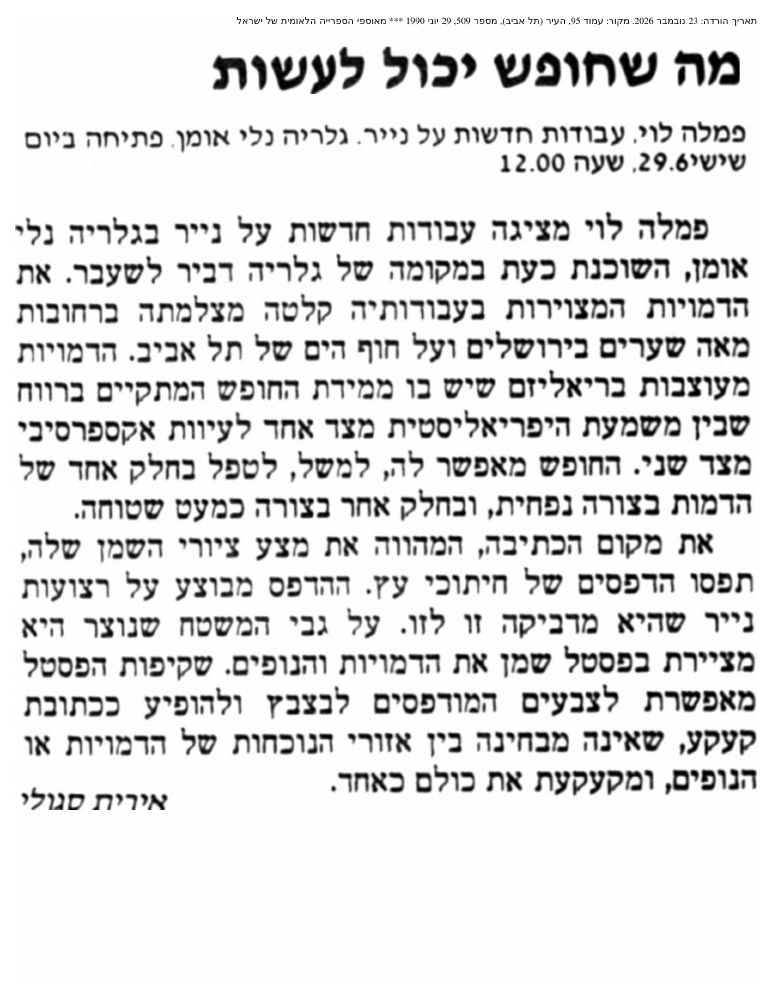 תאריך הורדה: 23 נובמבר 2026. מקור: עמוד 95, העיר (תל אביב), מספר 509, 29 יוני 1990 *** מאוספי הספרייה הלאומית של ישראל
מה שחופש יכול לעשות
פמלה לוי, עבודות חדשות על נייר. גלריה נלי אומן. פתיחה ביום
שישי 29.6, שעה 12.00
פמלה לוי מציגה עבודות חדשות על נייר בגלריה נלי
אומן, השוכנת כעת במקומה של גלריה דביר לשעבר. את
הדמויות המצוירות בעבודותיה קלטה מצלמתה ברחובות
מאה שערים בירושלים ועל חוף הים של תל אביב. הדמויות
מעוצבות בריאליזם שיש בו ממידת החופש המתקיים ברווח
שבין משמעת היפריאליסטית מצד אחד לעיוות אקספרסיבי
מצד שני. החופש מאפשר לה, למשל, לטפל בחלק אחד של
הדמות בצורה נפחית, ובחלק אחר בצורה כמעט שטוחה.
את מקום הכתיבה, המהווה את מצע ציורי השמן שלה,
תפסו הדפסים של חיתוכי עץ. ההדפס מבוצע על רצועות
נייר שהיא מדביקה זו לזו. על גבי המשטח שנוצר היא
מציירת בפסטל שמן את הדמויות והנופים. שקיפות הפסטל
מאפשרת לצבעים המודפסים לבצבץ ולהופיע ככתובת
קעקע, שאינה מבחינה בין אזורי הנוכחות של הדמויות או
הנופים, ומקעקעת את כולם כאחד.
אירית סגולי